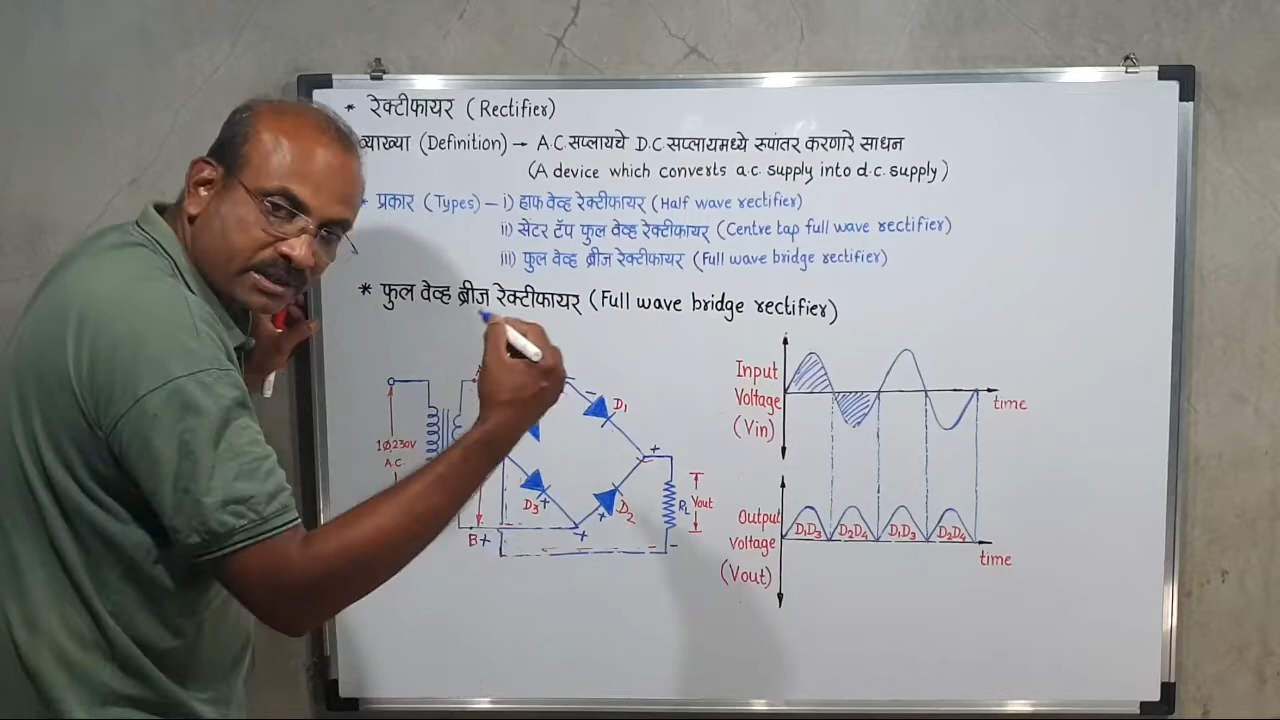 * रेक्टीफायर (Rectifier)
व्याख्या (Definition) → A.C.सप्लायचे D.C.सप्लायमध्ये रुपांतर करणारे साधन
(A device which converts a.c. supply into d.c. supply)
* प्रकार (Types) – i) हाफ वेव्ह रेक्टीफायर (Half wave rectifier)
ii) सेंटर टॅप फुल वेव्ह रेक्टीफायर (Centre tap full wave rectifier)
iii) फुल वेव्ह ब्रीज रेक्टीफायर (Full wave bridge rectifier)
* फुल वेव्ह ब्रीज रेक्टीफायर (Full wave bridge rectifier)
1ϕ230V
A.C.
B+
–
D1
+
D3
+
+
D2
+
RL
Vout
–
Input
Voltage
(Vin)
time
Output
Voltage
(Vout)
D1D3 D2D4 D1D3 D2D4
time